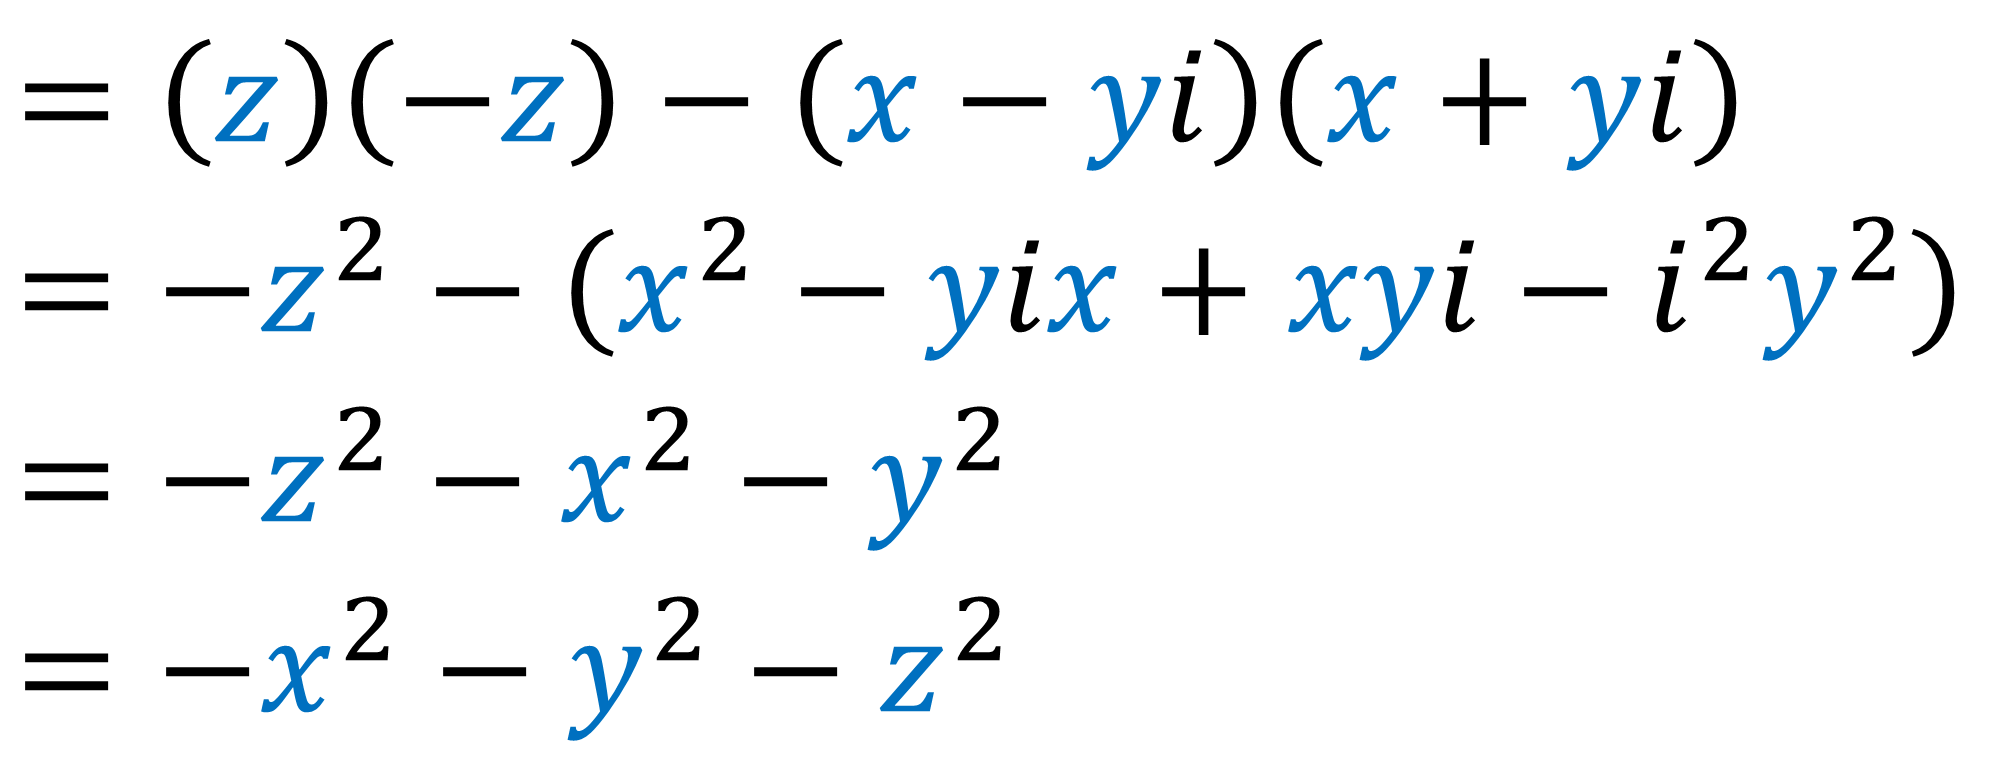 = (z)(−z) − (x − yi)(x + yi)
= −z² − (x² − yix + xyi − i²y²)
= −z² − x² − y²
= −x² − y² − z²